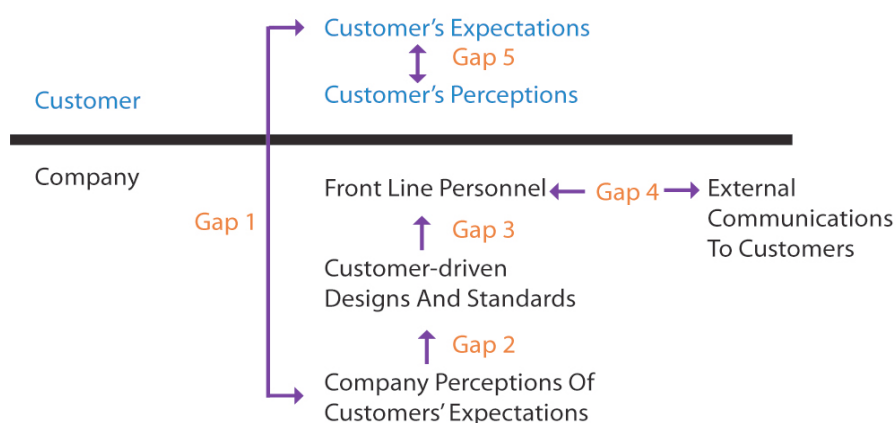 Customer’s Expectations
Gap 5
Customer’s Perceptions
Customer
Company
Front Line Personnel
Gap 4
External
Communications
To Customers
Gap 1
Gap 3
Customer-driven
Designs And Standards
Gap 2
Company Perceptions Of
Customers’ Expectations